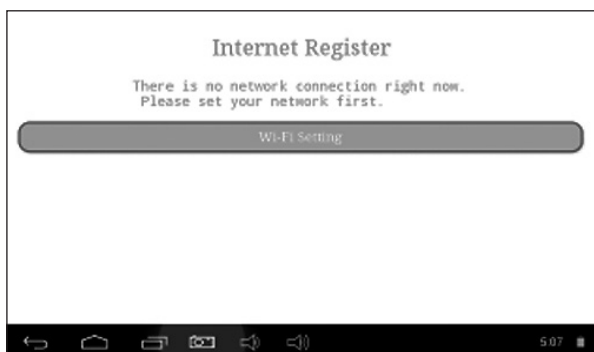 Internet Register
There is no network connection right now.
Please set your network first.
Wi-Fi Setting
5:07